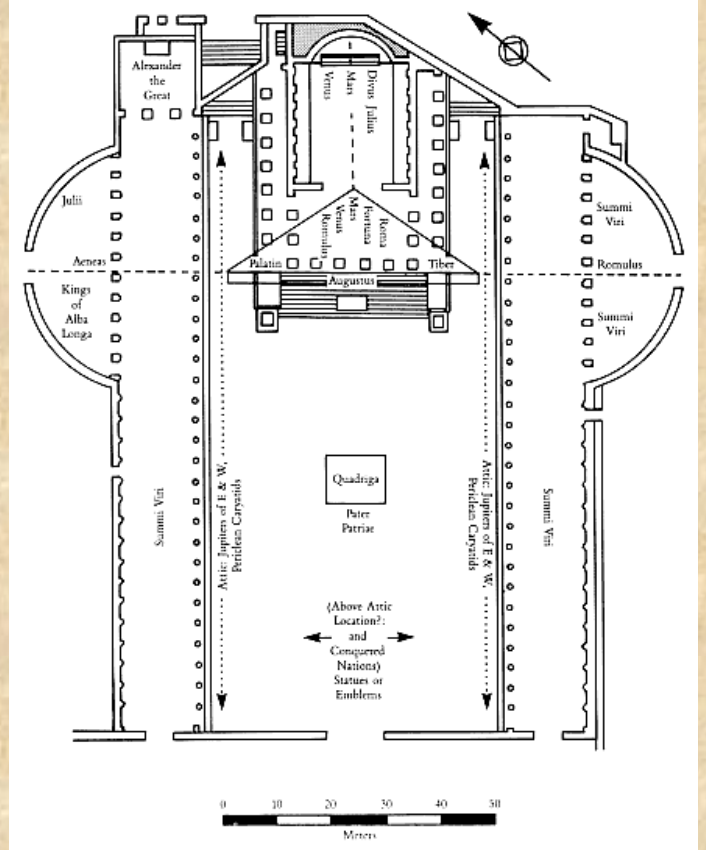 Alexander
the
Great
Venus
Mars
Divus Julius
Julii
Summi
Viri
Romulus
Venus
Mars
Fortuna
Roma
Aeneas
Palatin
Tiber
Romulus
Augustus
Kings
of
Alba
Longa
Summi
Viri
Quadriga
Pater
Patriae
Summi Viri
Attic: Jupiters of E & W,
Periclean Caryatids
Attic: Jupiters of E & W,
Periclean Caryatids
Summi Viri
(Above Attic
Location?:
and
Conquered
Nations)
Statues or
Emblems
0 10 20 30 40 50
Meters